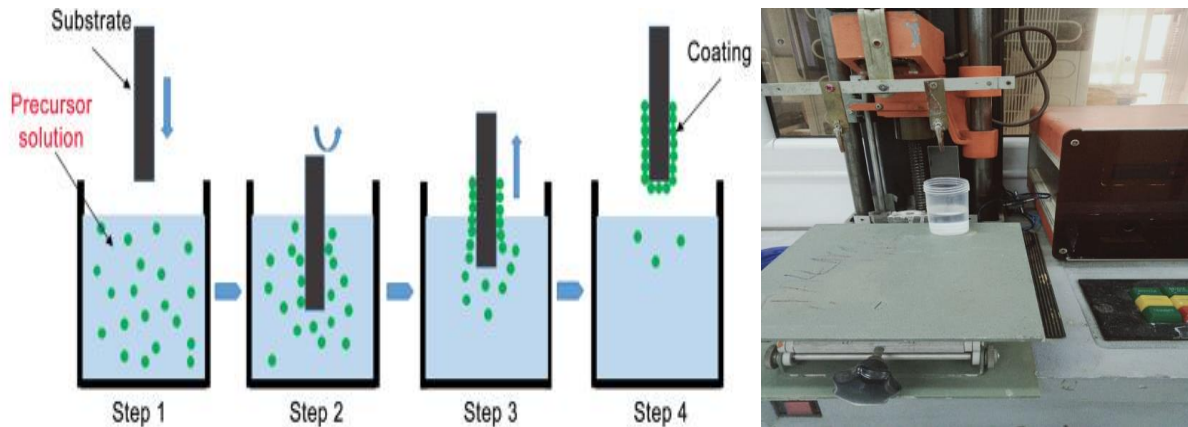 Substrate
Precursor
solution
Coating
Step 1
Step 2
Step 3
Step 4